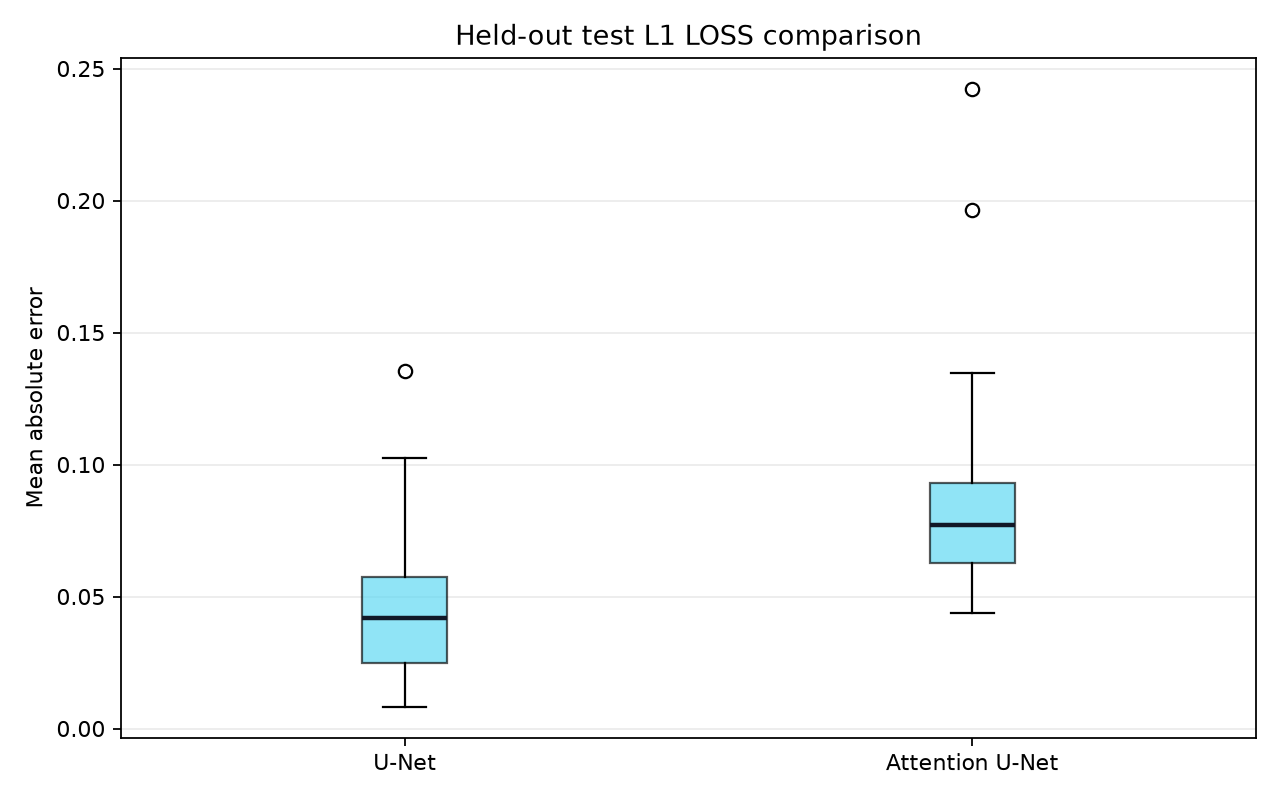 Held-out test L1 LOSS comparison
Mean absolute error
0.25
0.20
0.15
0.10
0.05
0.00
U-Net
Attention U-Net